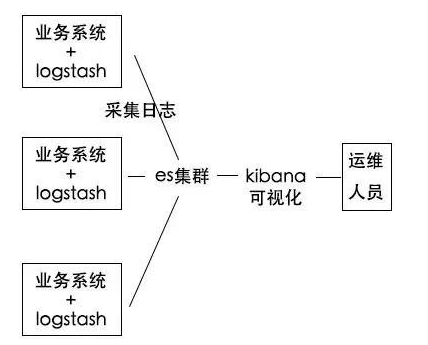 业务系统
+
logstash
采集日志
业务系统
+
logstash
es集群
kibana
可视化
运维
人员
业务系统
+
logstash